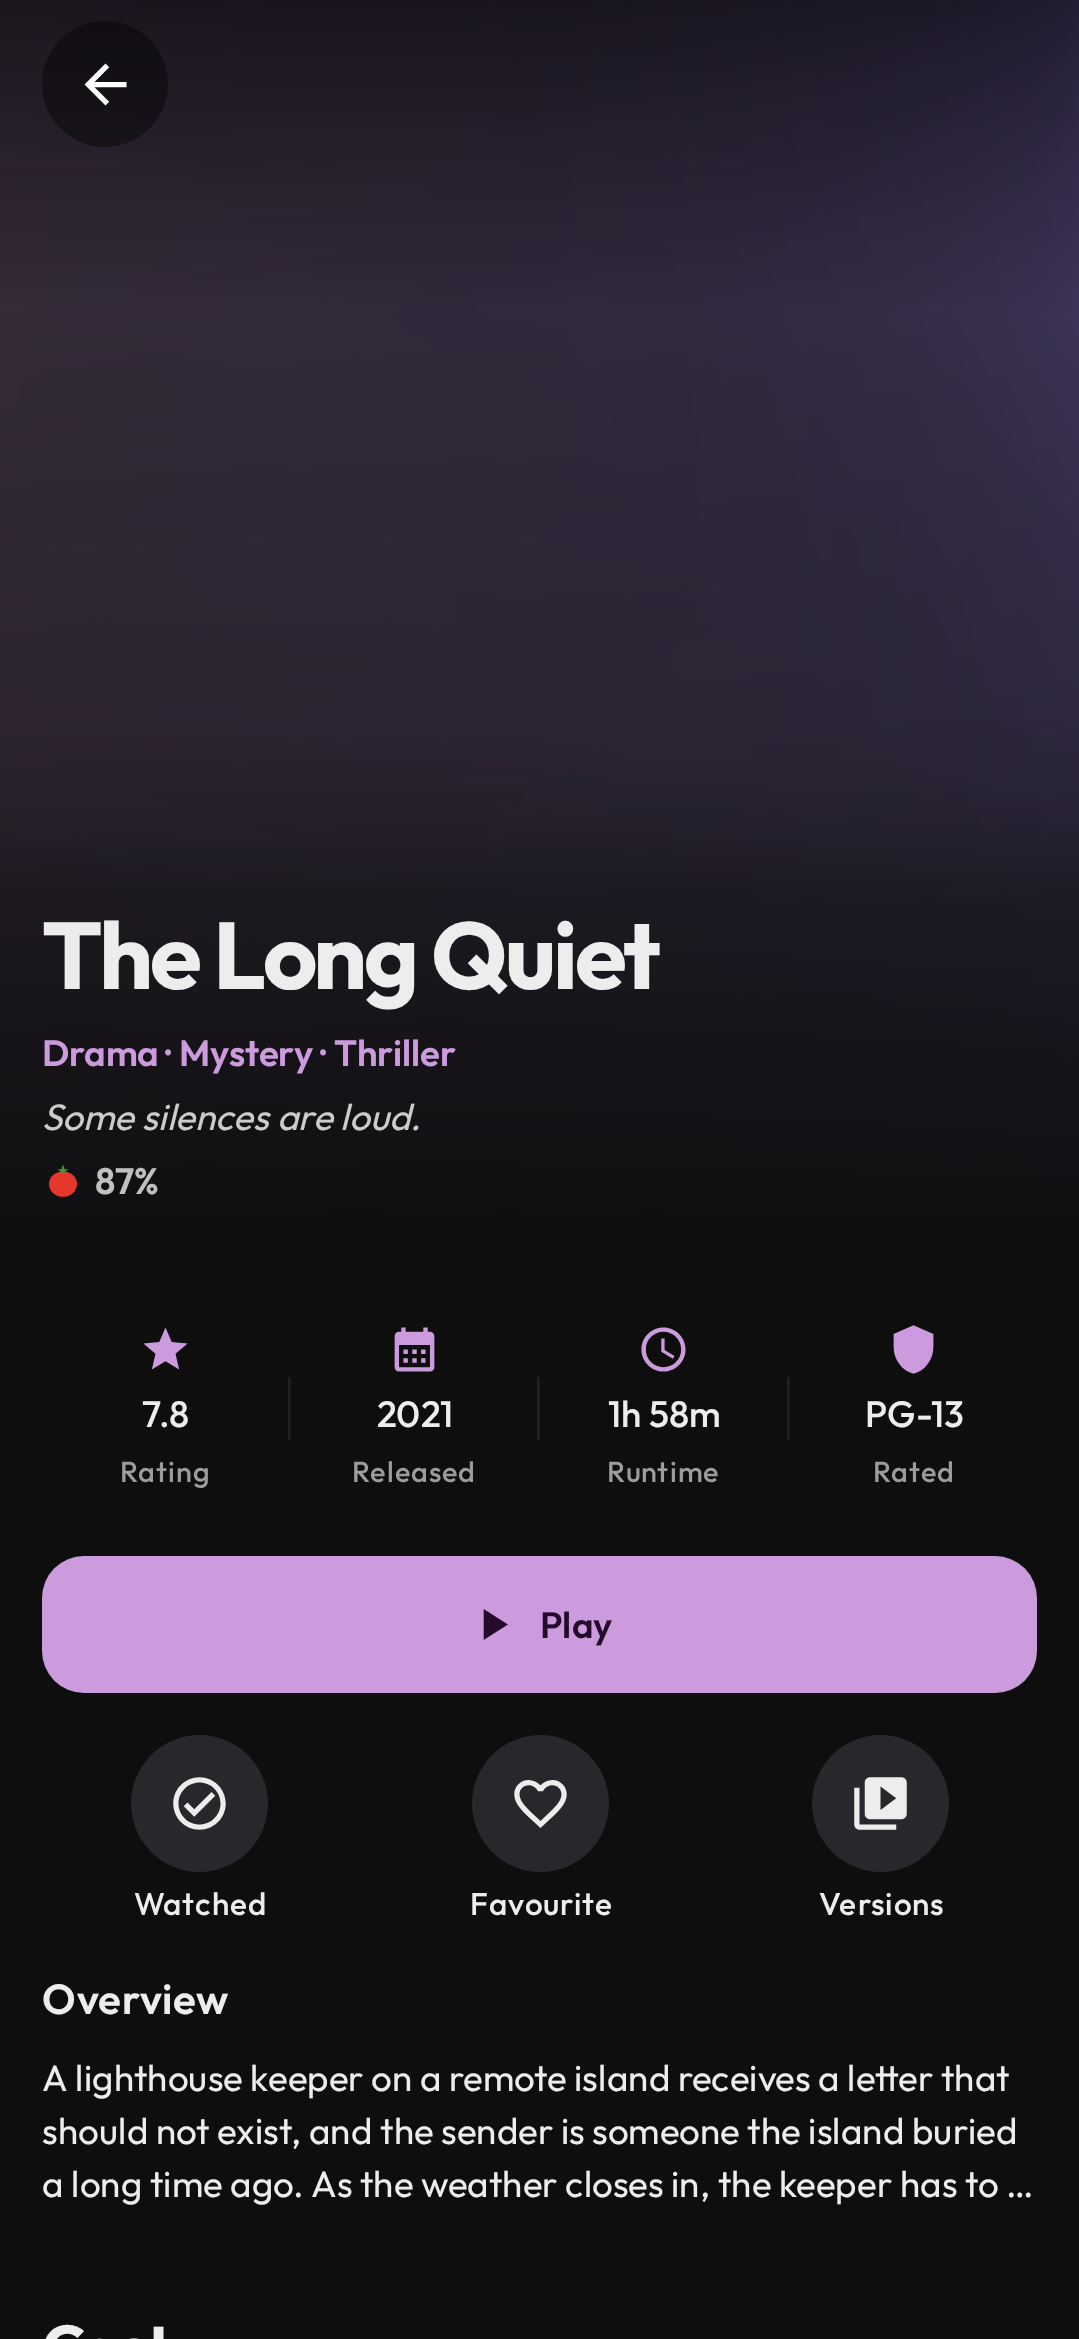 The Long Quiet
Drama · Mystery · Thriller
Some silences are loud.
87%
7.8 2021 1h 58m PG-13
Rating Released Runtime Rated
Play
Watched Favourite Versions
Overview
A lighthouse keeper on a remote island receives a letter that
should not exist, and the sender is someone the island buried
a long time ago. As the weather closes in, the keeper has to ...